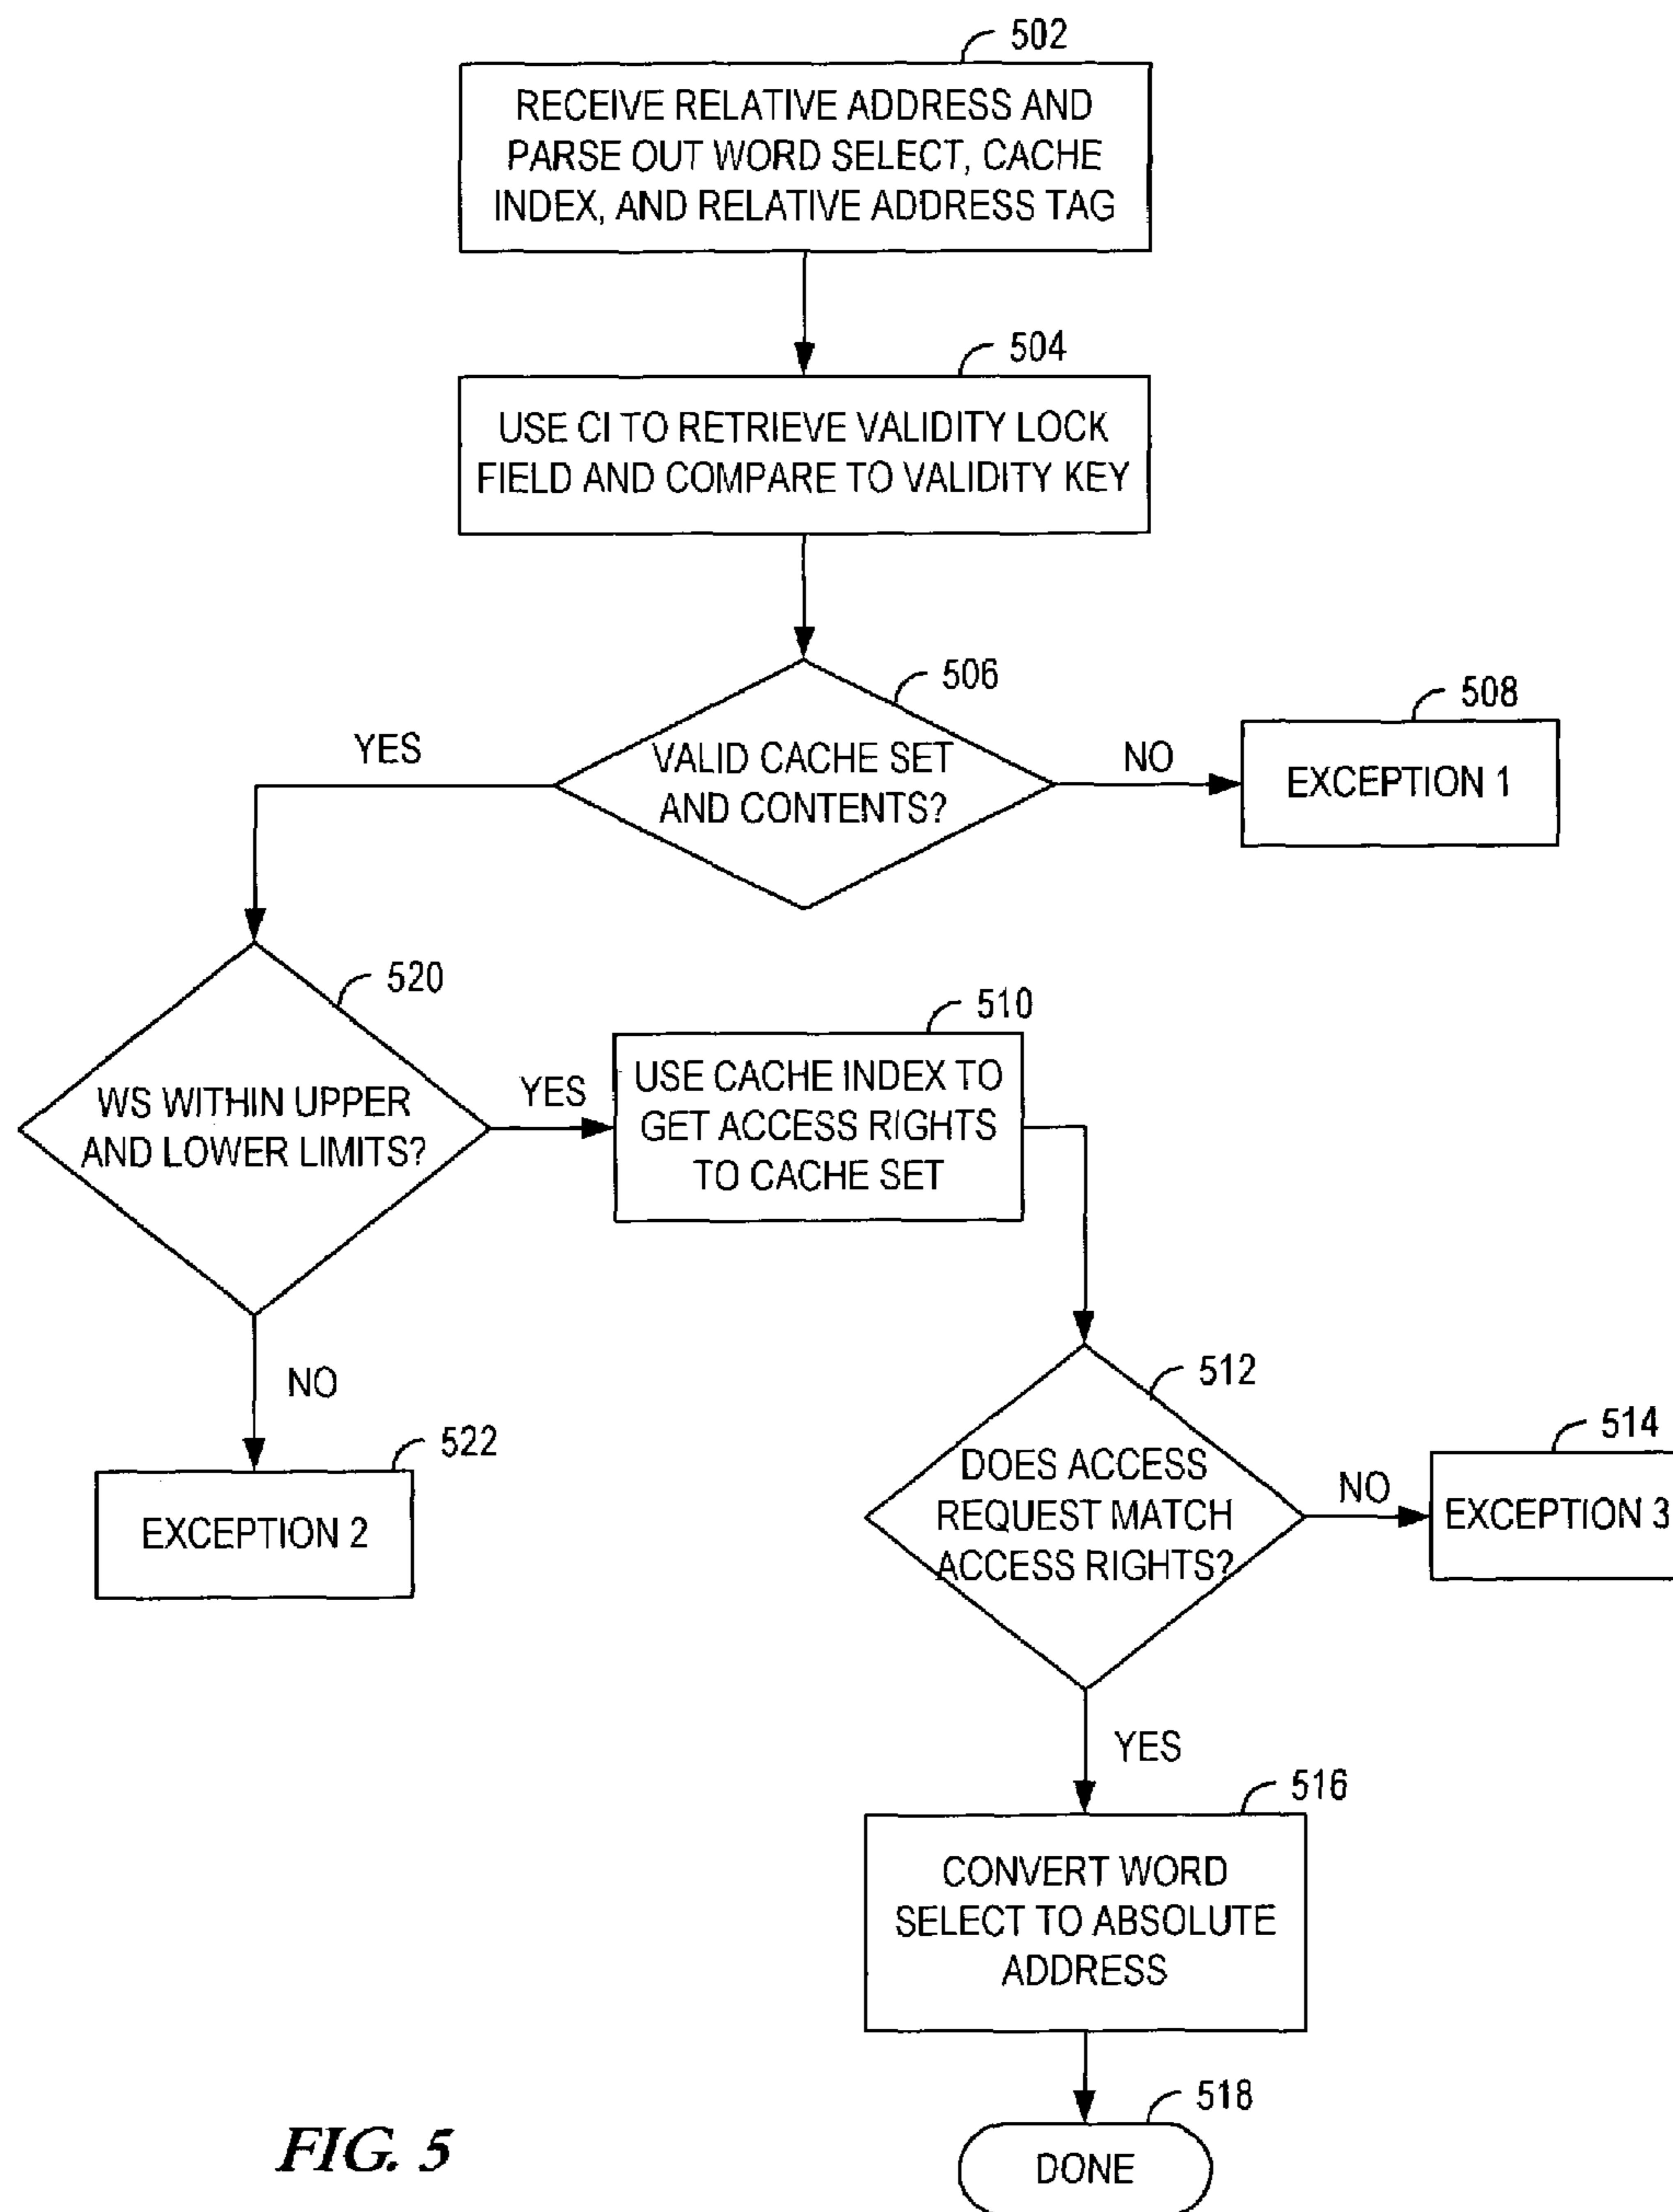 502
RECEIVE RELATIVE ADDRESS AND
PARSE OUT WORD SELECT, CACHE
INDEX, AND RELATIVE ADDRESS TAG
504
USE CI TO RETRIEVE VALIDITY LOCK
FIELD AND COMPARE TO VALIDITY KEY
506
VALID CACHE SET
AND CONTENTS?
YES
NO
508
EXCEPTION 1
520
WS WITHIN UPPER
AND LOWER LIMITS?
YES
NO
510
USE CACHE INDEX TO
GET ACCESS RIGHTS
TO CACHE SET
522
EXCEPTION 2
512
DOES ACCESS
REQUEST MATCH
ACCESS RIGHTS?
NO
514
EXCEPTION 3
YES
516
CONVERT WORD
SELECT TO ABSOLUTE
ADDRESS
518
DONE
FIG. 5